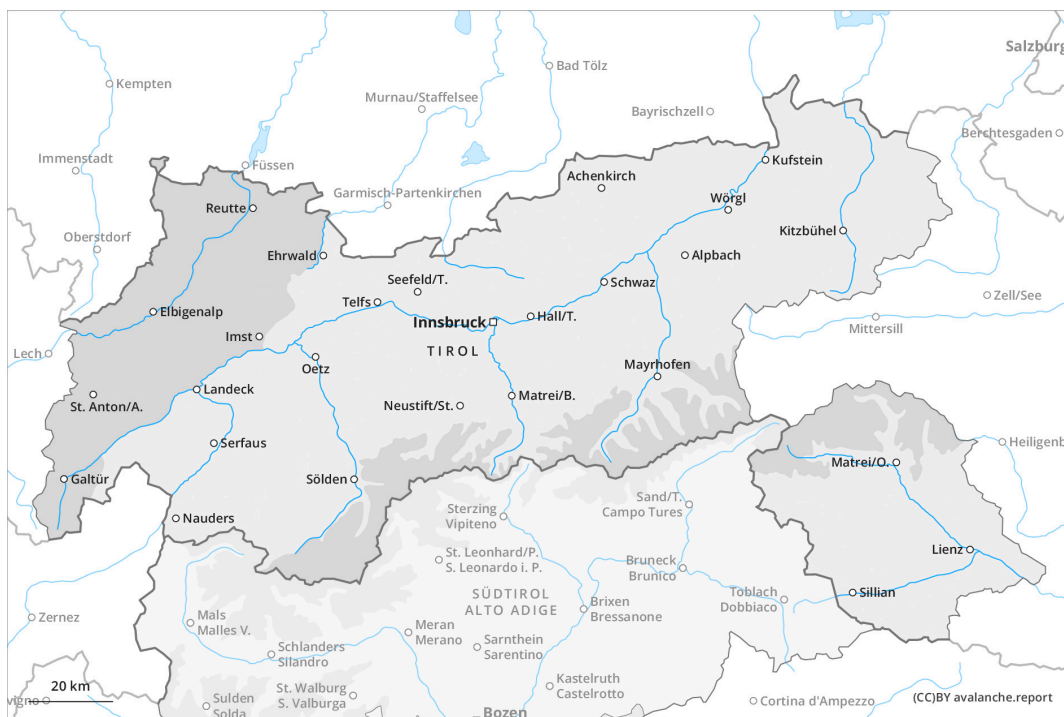 Salzburg
Bad Tölz
Kempten
Murnau/Staffelsee
Bayrischzell
Berchtesgaden
Immenstadt
Füssen
Kufstein
Achenkirch
Garmisch-Partenkirchen
Reutte
Wörgl
Kitzbühel
Oberstdorf
Ehrwald
Alpbach
Seefeld/T.
Schwaz
Zell/See
Telfs
Elbigenalp
Hall/T.
Innsbruck
Mittersill
Imst
Lech
TIROL
Oetz
Mayrhofen
Landeck
Matrei/B.
St. Anton/A.
Neustift/St.
Serfaus
Heiligenb
Matrei/O.
Galtür
Sölden
Sand/T.
Campo Tures
Sterzing
Vipiteno
Nauders
Lienz
St. Leonhard/P.
S. Leonardo i. P.
Bruneck
Brunico
SÜDTIROL
ALTO ADIGE
Sillian
Toblach
Dobbiaco
Brixen
Bressanone
Zernez
Mals
Malles V.
Meran
Merano
Sarnthein
Sarentino
Schlanders
Silandro
20 km
Kastelruth
Castelrotto
St. Walburg
S. Valburga
vigno
Sulden
Solda
Cortina d'Ampezzo
(CC)BY avalanche.report
Bozen